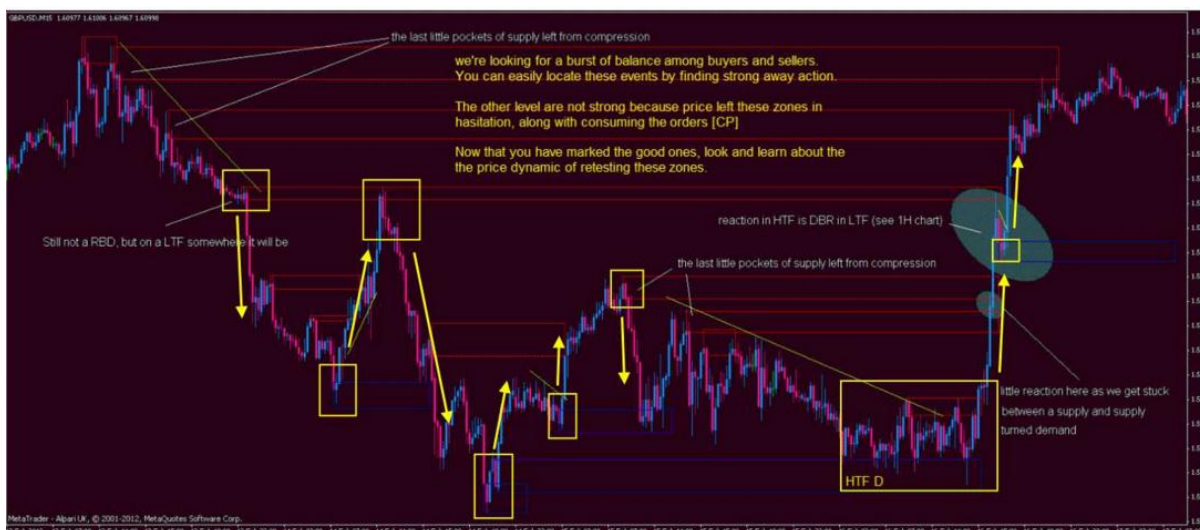 GBPUSD,M15 1.60977 1.61006 1.60967 1.60998
the last little pockets of supply left from compression
we're looking for a burst of balance among buyers and sellers.
You can easily locate these events by finding strong away action.
The other level are not strong because price left these zones in
hasitation, along with consuming the orders [CP]
Now that you have marked the good ones, look and learn about the
the price dynamic of retesting these zones.
reaction in HTF is DBR in LTF (see 1H chart)
Still not a RBD, but on a LTF somewhere it will be
the last little pockets of supply left from compression
little reaction here as we get stuck
between a supply and supply
turned demand
HTF D
MetaTrader - Alpari UK, © 2001-2012, MetaQuotes Software Corp.